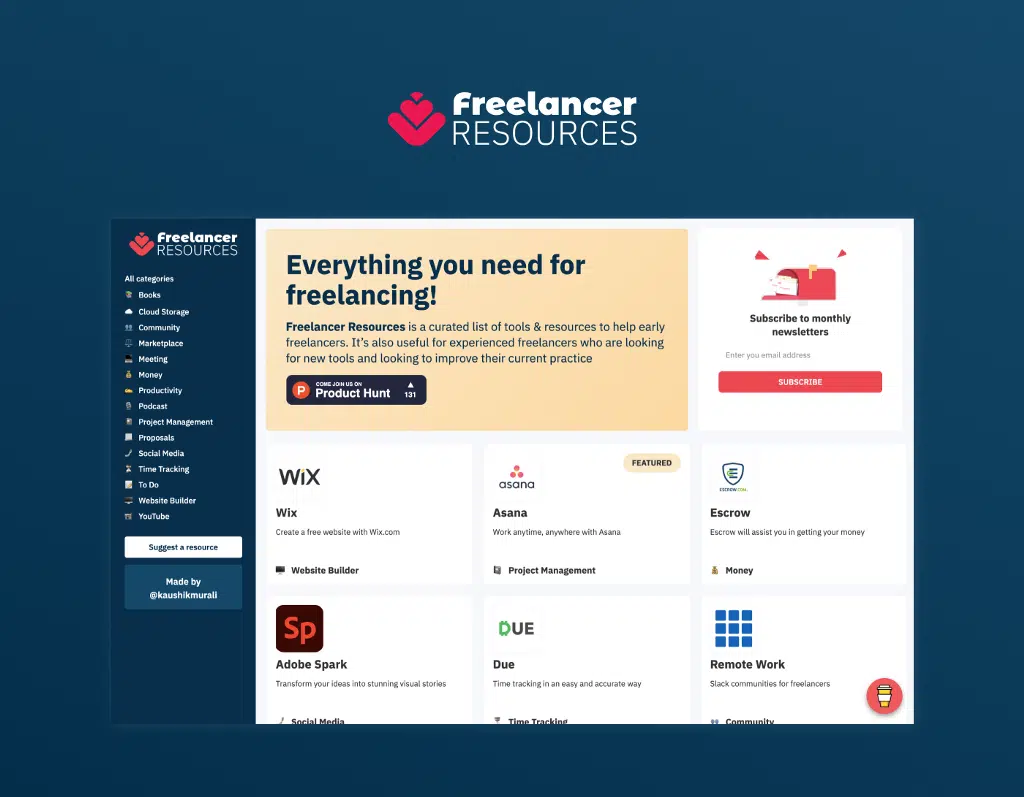 Freelancer
RESOURCES
Freelancer
RESOURCES
All categories
Books
Cloud Storage
Community
Marketplace
Meeting
Money
Productivity
Podcast
Project Management
Proposals
Social Media
Time Tracking
To Do
Website Builder
YouTube
Suggest a resource
Made by
@kaushikmurali
Everything you need for
freelancing!
Freelancer Resources is a curated list of tools & resources to help early
freelancers. It's also useful for experienced freelancers who are looking
for new tools and looking to improve their current practice
P
COME JOIN US ON
Product Hunt
131
Subscribe to monthly
newsletters
Enter you email address
SUBSCRIBE
WiX
Wix
Create a free website with Wix.com
Website Builder
FEATURED
asana
Asana
Work anytime, anywhere with Asana
Project Management
E
ESCROW.COM
Escrow
Escrow will assist you in getting your money
Money
Sp
Adobe Spark
Transform your ideas into stunning visual stories
Social Media
DUE
Due
Time tracking in an easy and accurate way
Time Tracking
Remote Work
Slack communities for freelancers
Community